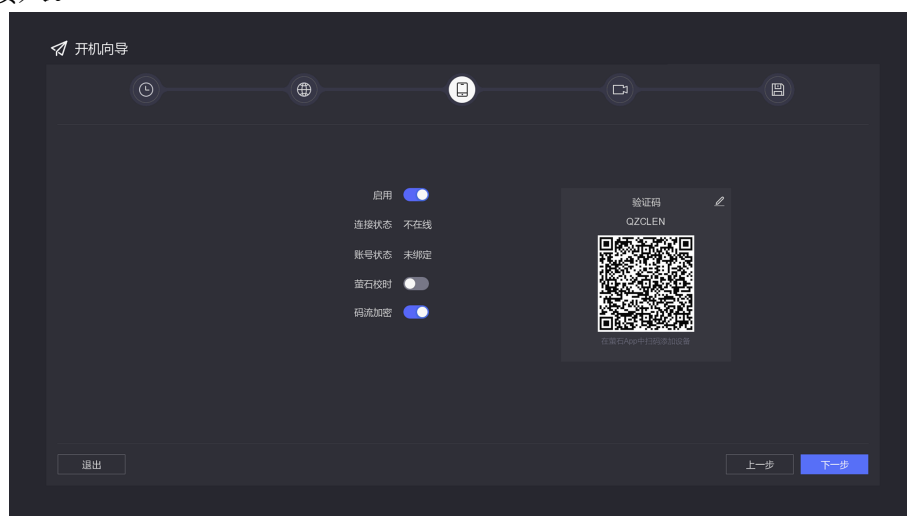 开机向导
启用
连接状态 不在线
账号状态 未绑定
萤石校时
码流加密
验证码
QZCLEN
在萤石App中扫码添加设备
退出
上一步
下一步